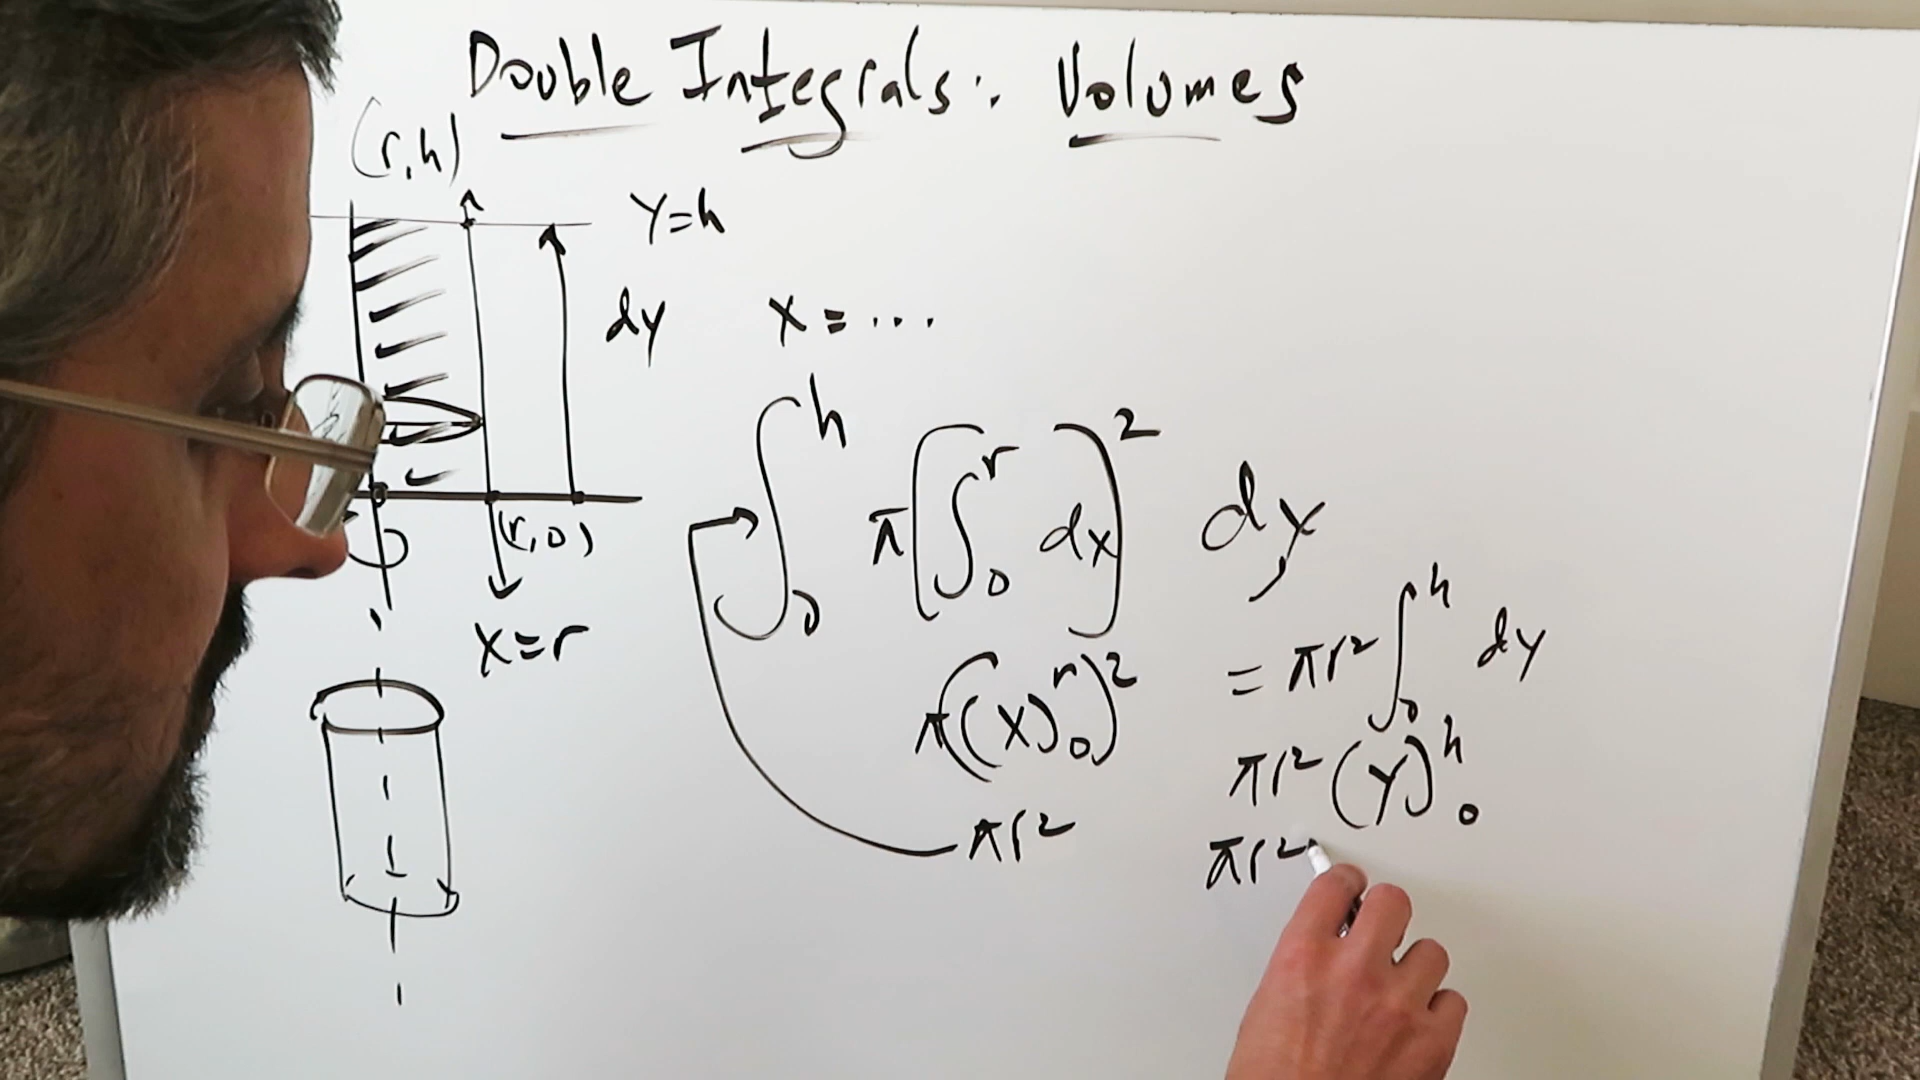 Double Integrals: Volumes
(r,h)
y=h
dy
x = ...
∫₀ʰ π(∫₀ʳ dx)² dy
(r,0)
x=r
π((x)₀ʳ)²
πr²
= πr² ∫₀ʰ dy
πr² (y)₀ʰ
πr²